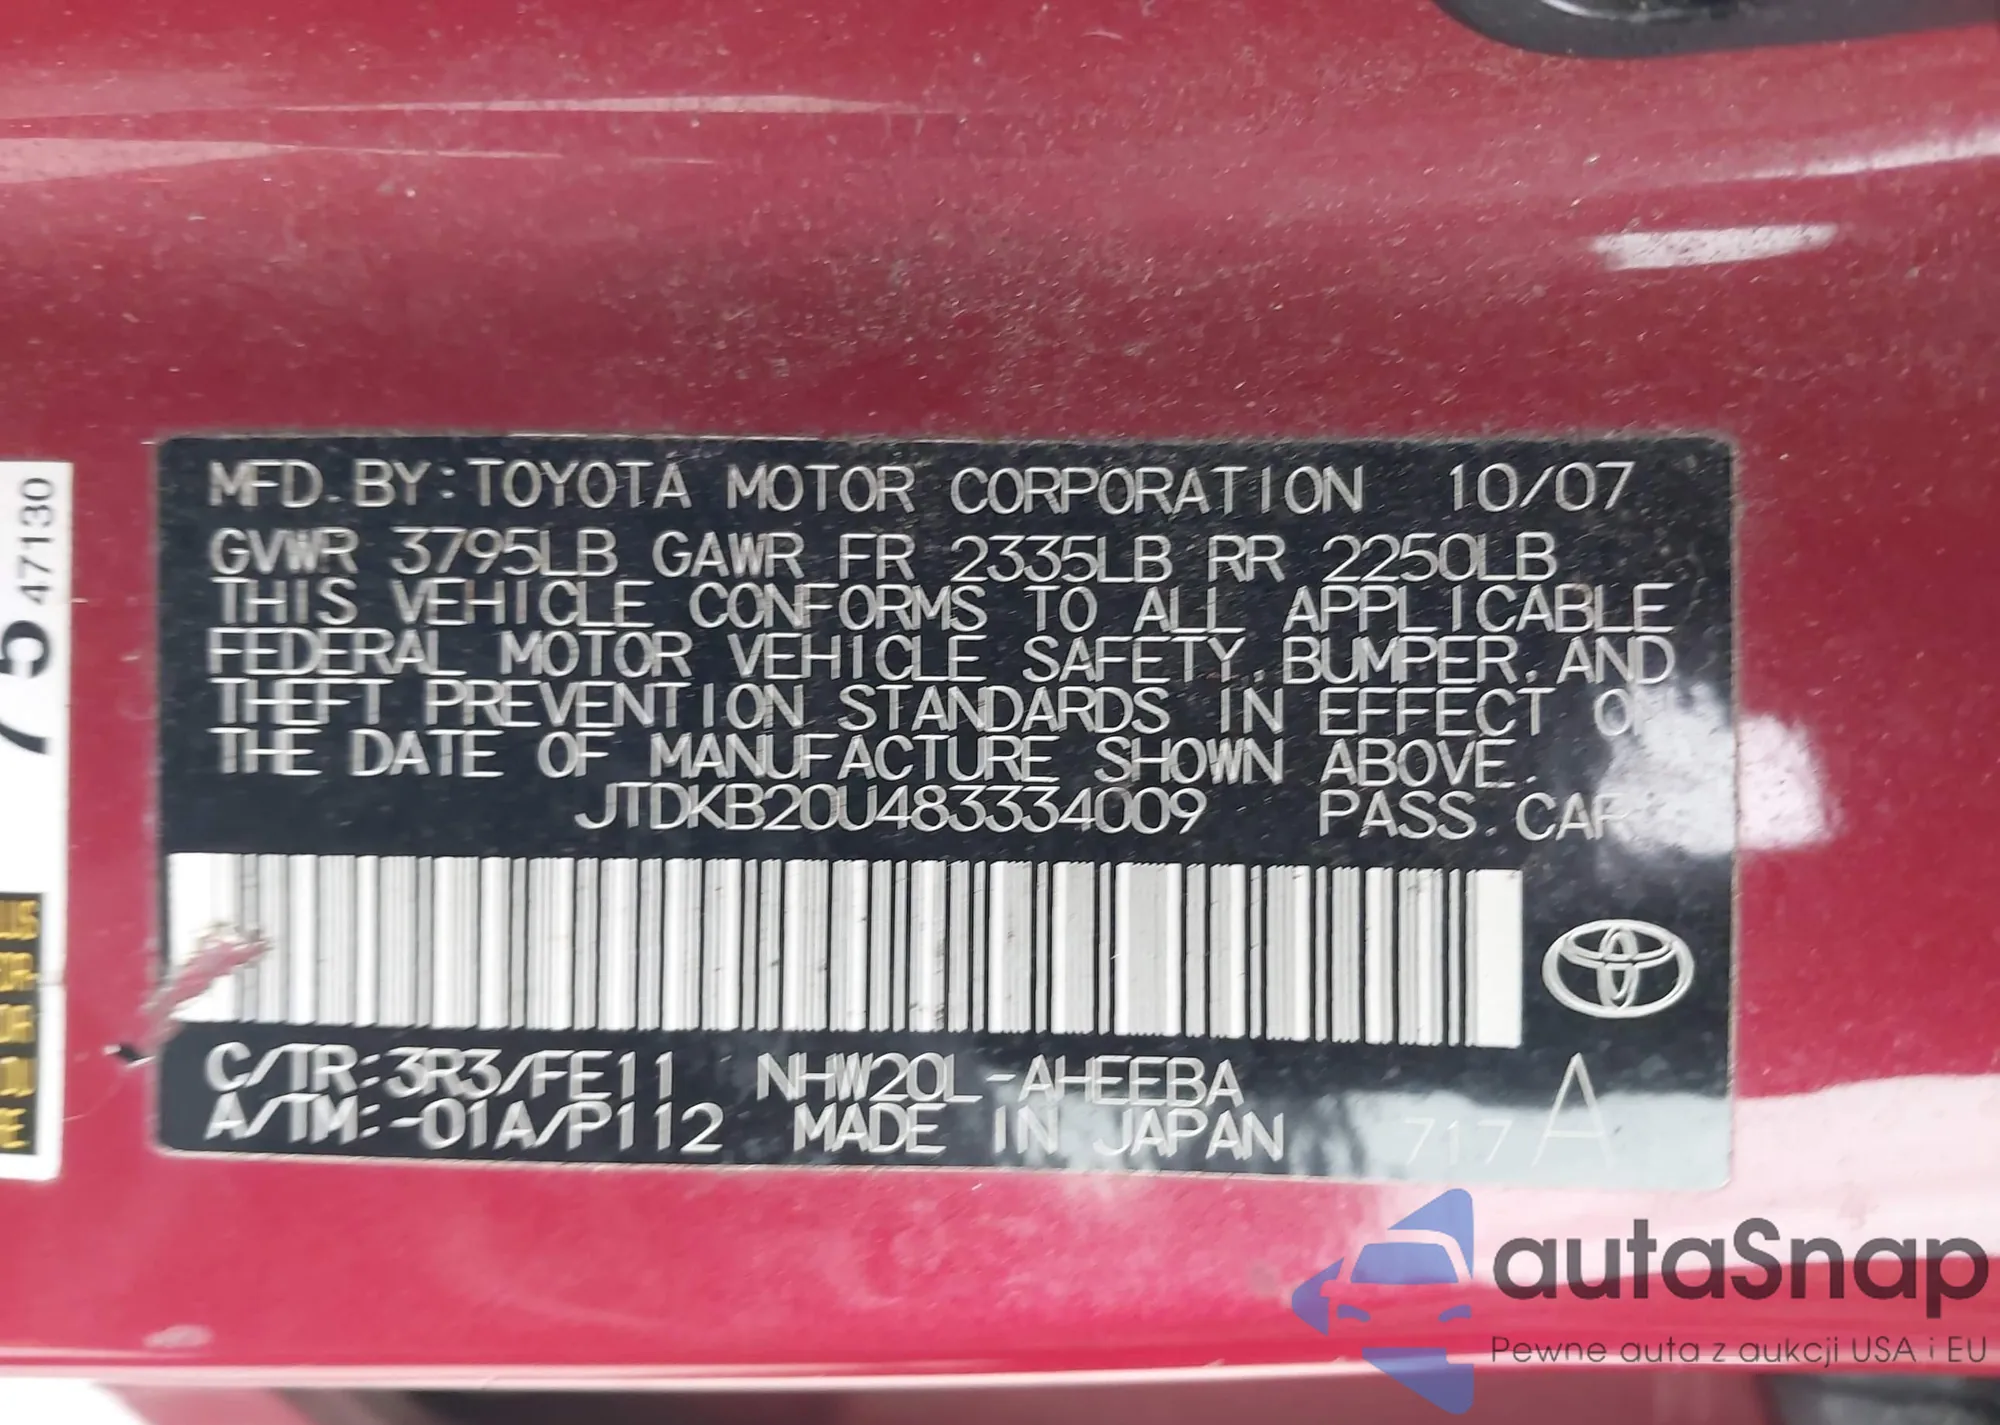 MFD. BY: TOYOTA MOTOR CORPORATION 10/07
GVWR 3795LB GAWR FR 2335LB RR 2250LB
THIS VEHICLE CONFORMS TO ALL APPLICABLE
FEDERAL MOTOR VEHICLE SAFETY, BUMPER, AND
THEFT PREVENTION STANDARDS IN EFFECT ON
THE DATE OF MANUFACTURE SHOWN ABOVE.
JTDKB20U483334009 PASS. CAR
C/TR:3R3/FE11 NHW20L-AHEEBA
A/TM:-01A/P112 MADE IN JAPAN 717 A
47130
75
autaSnap
Pewne auta z aukcji USA i EU